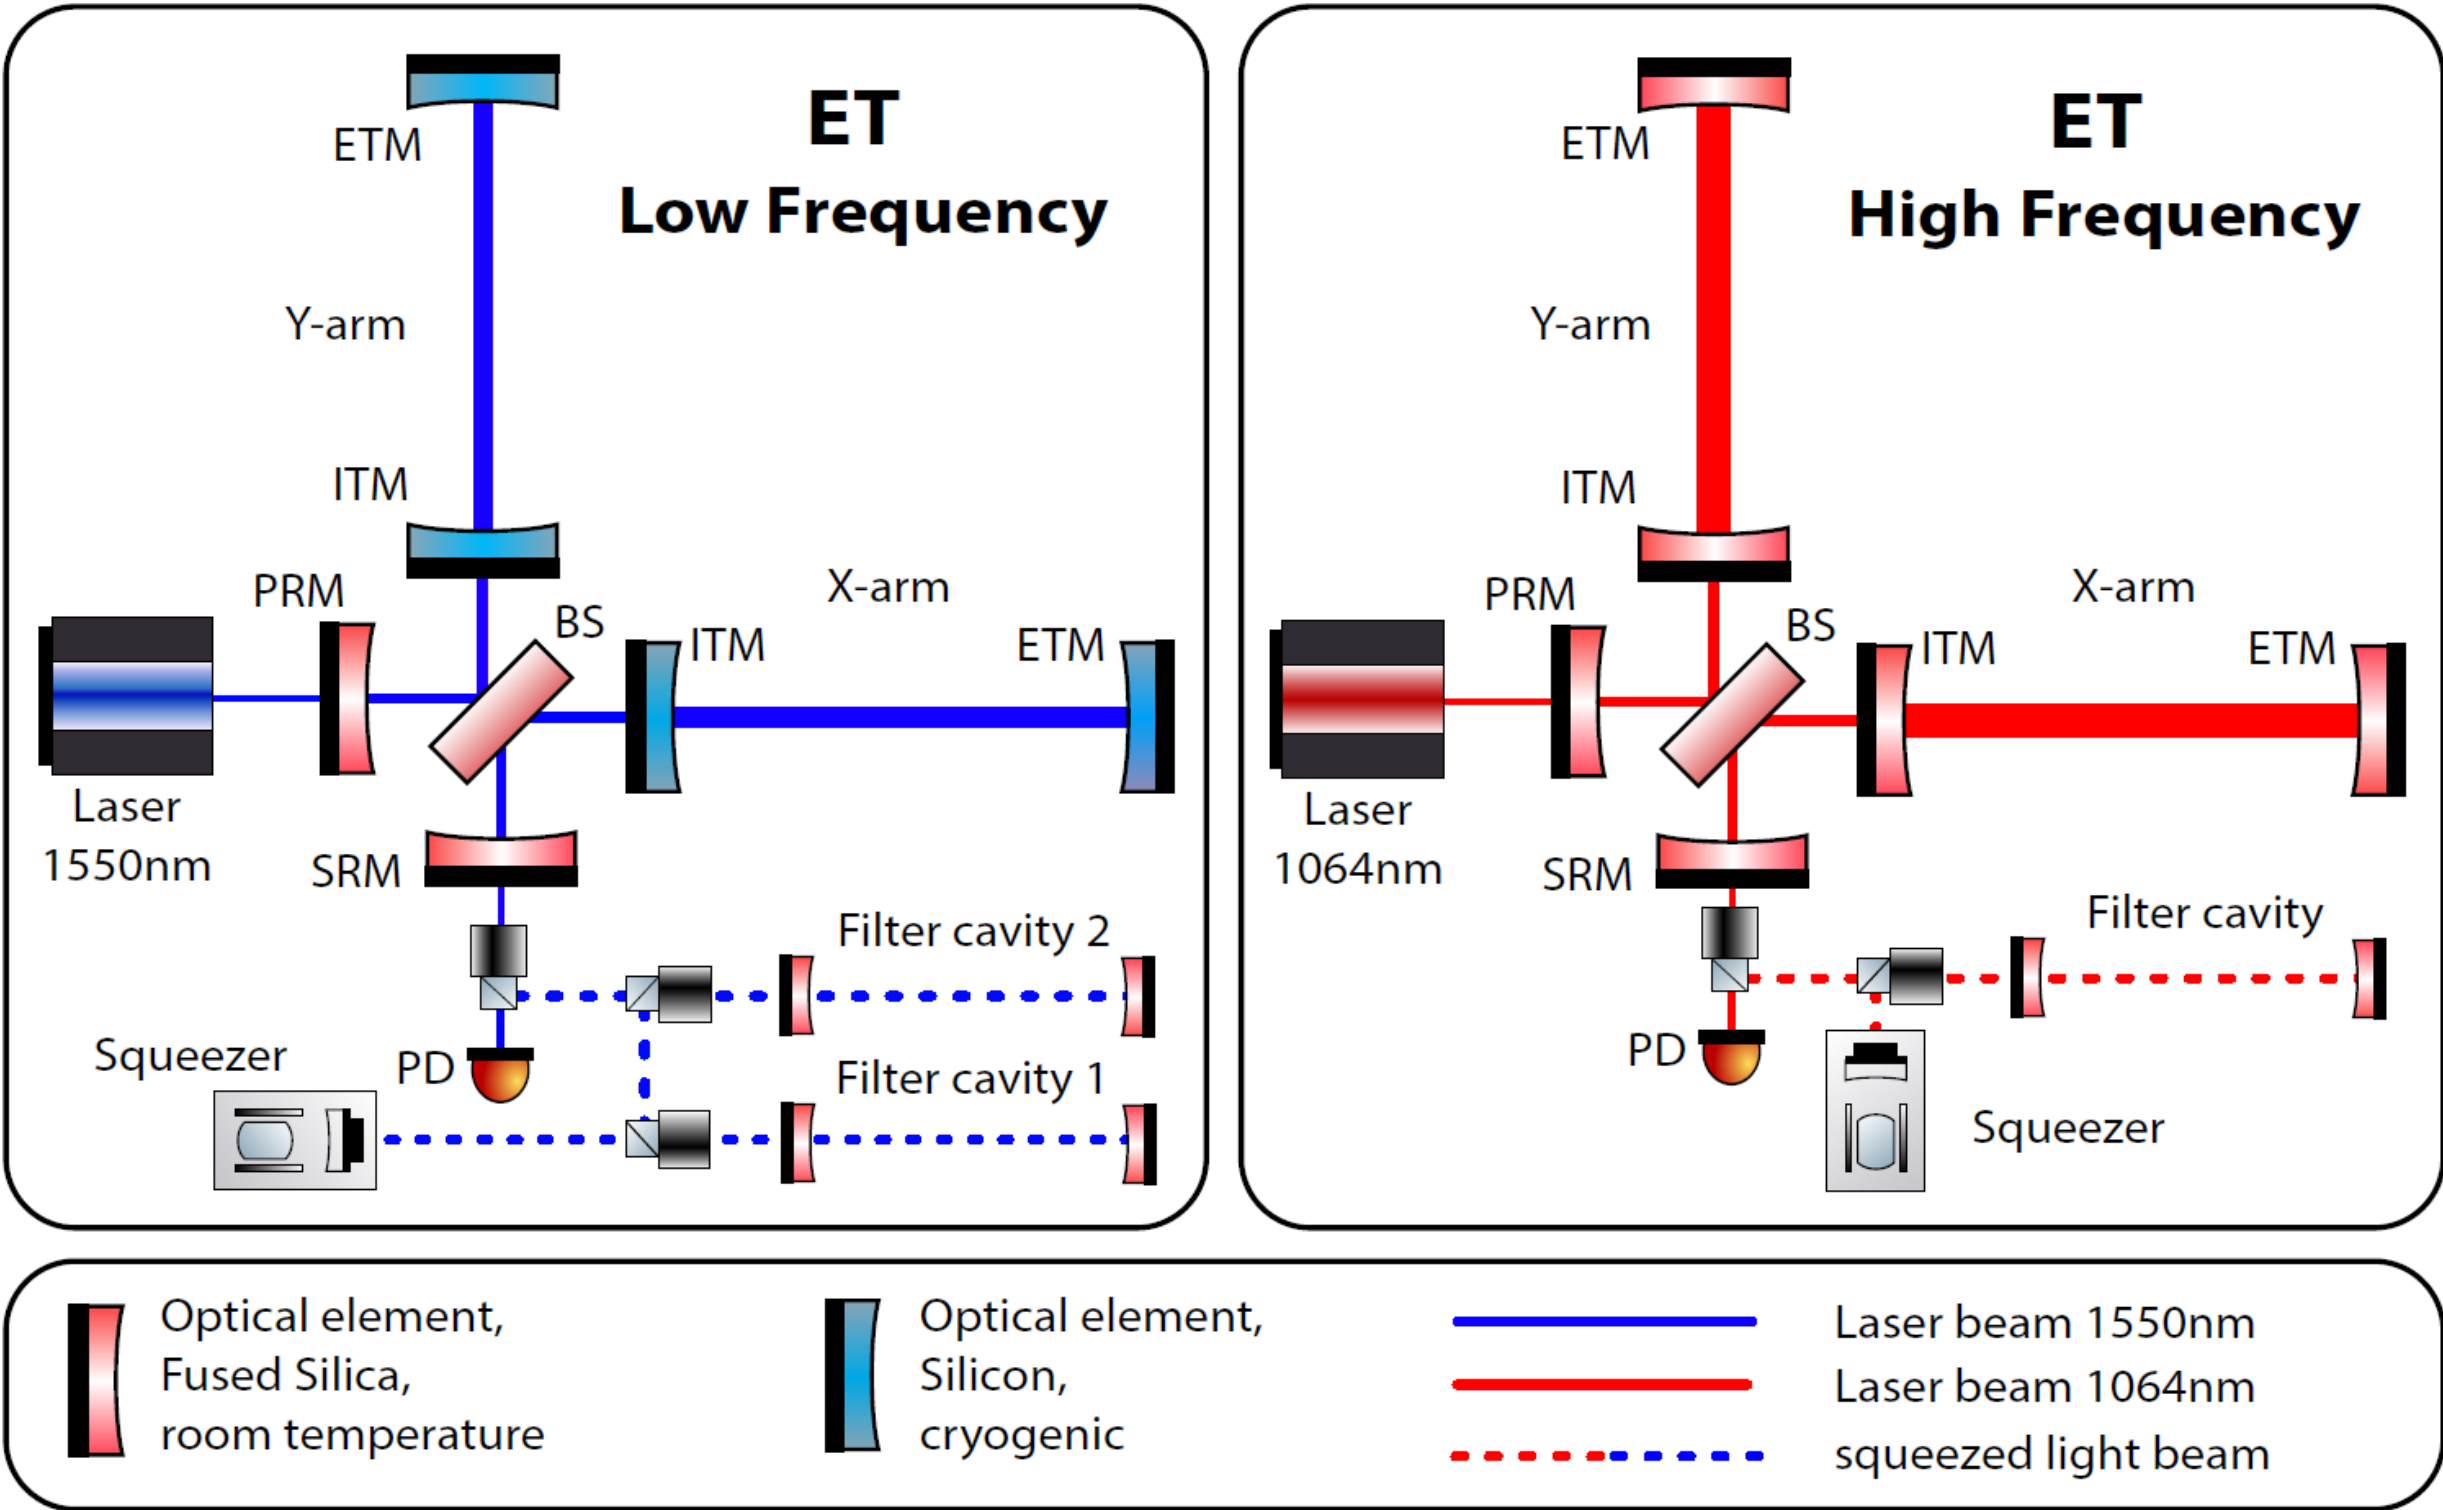 ET
Low Frequency
ETM
Y-arm
ITM
PRM
BS
X-arm
ITM
ETM
Laser
1550nm
SRM
Filter cavity 2
Squeezer
PD
Filter cavity 1
ET
High Frequency
ETM
Y-arm
ITM
PRM
BS
X-arm
ITM
ETM
Laser
1064nm
SRM
Filter cavity
PD
Squeezer
Optical element,
Fused Silica,
room temperature
Optical element,
Silicon,
cryogenic
Laser beam 1550nm
Laser beam 1064nm
squeezed light beam